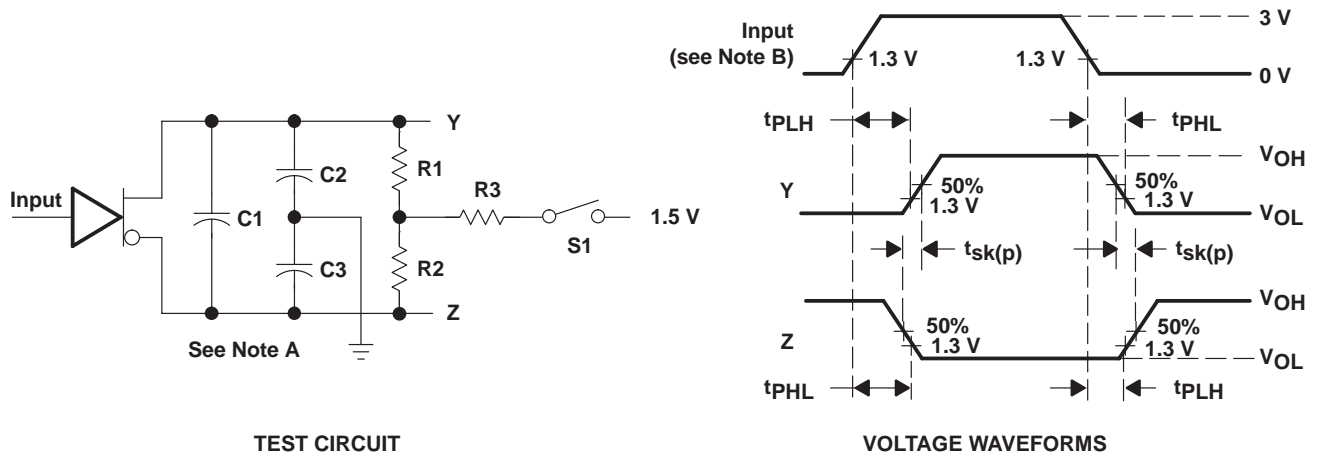 Input
C1
C2
C3
R1
R2
Y
Z
R3
S1
1.5 V
See Note A
TEST CIRCUIT
Input
(see Note B)
1.3 V
1.3 V
3 V
0 V
tPLH
tPHL
Y
50%
1.3 V
50%
1.3 V
VOH
VOL
tsk(p)
tsk(p)
Z
50%
1.3 V
50%
1.3 V
VOH
VOL
tPHL
tPLH
VOLTAGE WAVEFORMS